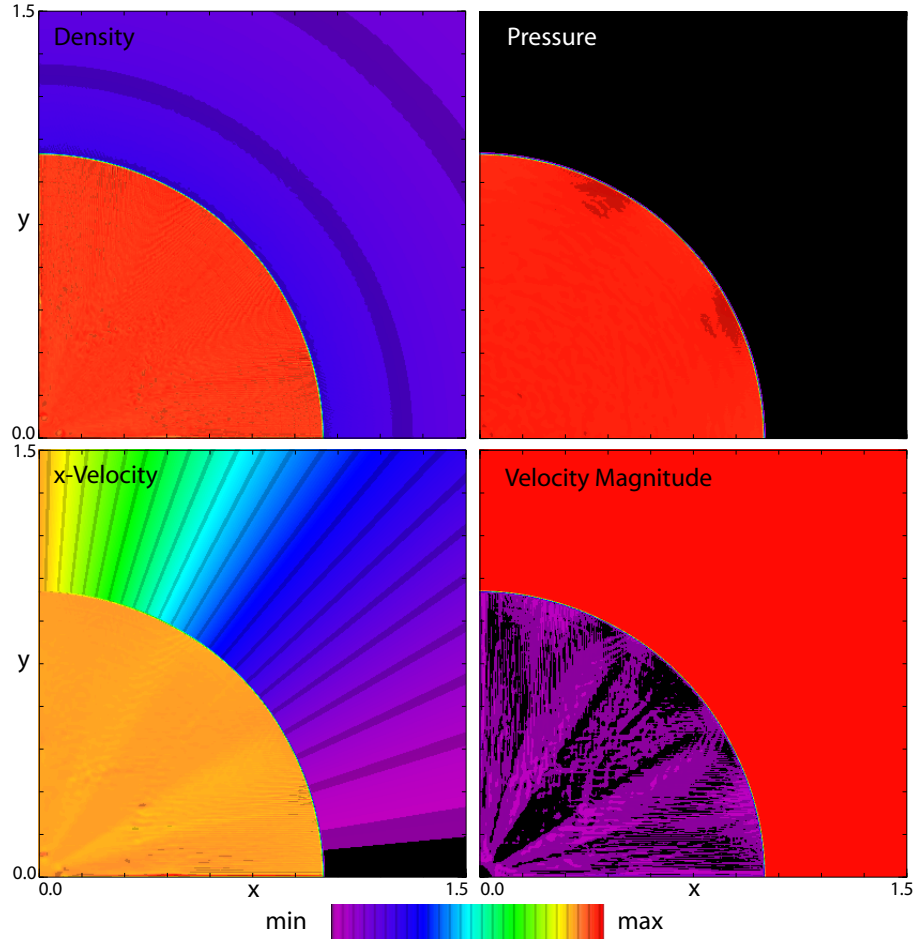 1.5
Density
Pressure
y
0.0
1.5
x-Velocity
Velocity Magnitude
y
0.0
0.0 x 1.5
0.0 x 1.5
min max